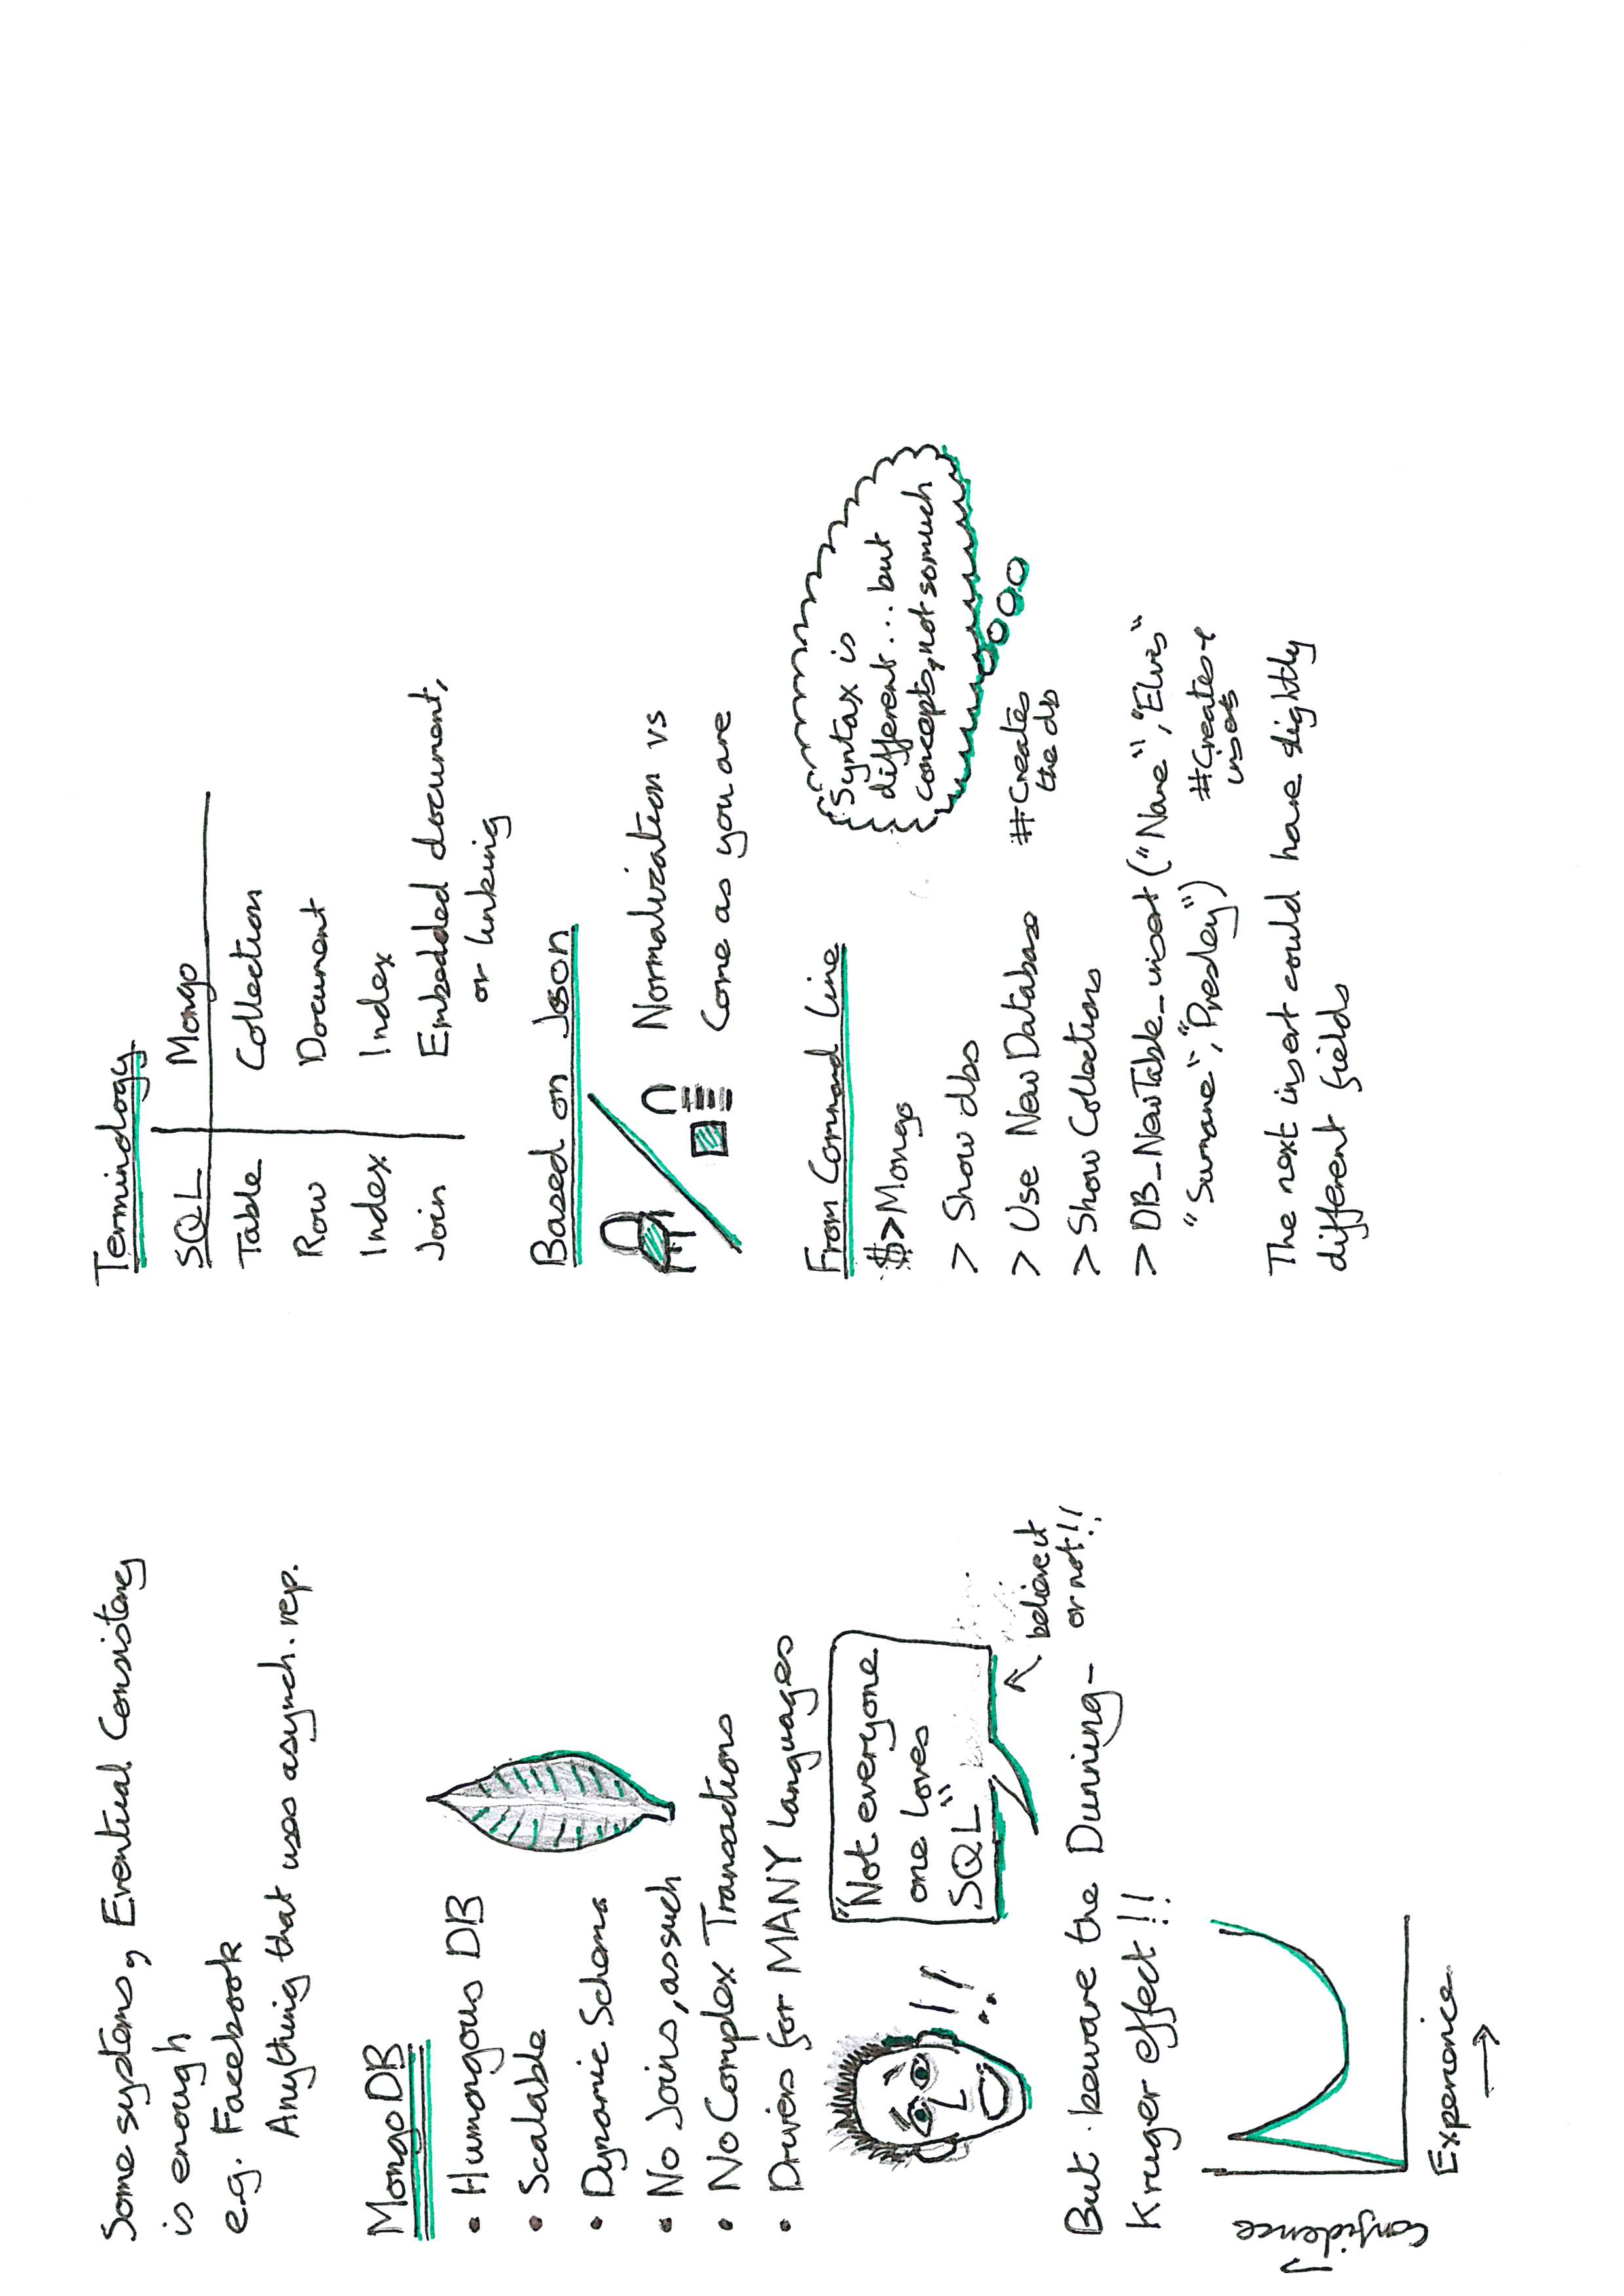 Some systems, Eventual Consistency
is enough
e.g. Facebook
Anything that uses asynch. rep.
MongoDB
• Humongous DB
• Scalable
• Dynamic Schema
• No Joins, as such
• No Complex Transactions
• Drivers for MANY languages
!!
"Not everyone
one loves
SQL"
believe it
or not!!
But beware the Dunning-
Kruger effect!!
Confidence
Experience
Terminology
SQL Mongo
Table Collection
Row Document
Index Index
Join Embedded document,
or linking
Based on Json
Normalization vs
Come as you are
From Command Line
$>Mongo
> Show dbs
> Use New Database #Creates
the db
> Show Collections
> DB_NewTable_insert ("Name", "Elvis"
"Surname", "Presley") #Creates +
inserts
Syntax is
different... but
concepts, not so much
The next insert could have slightly
different fields